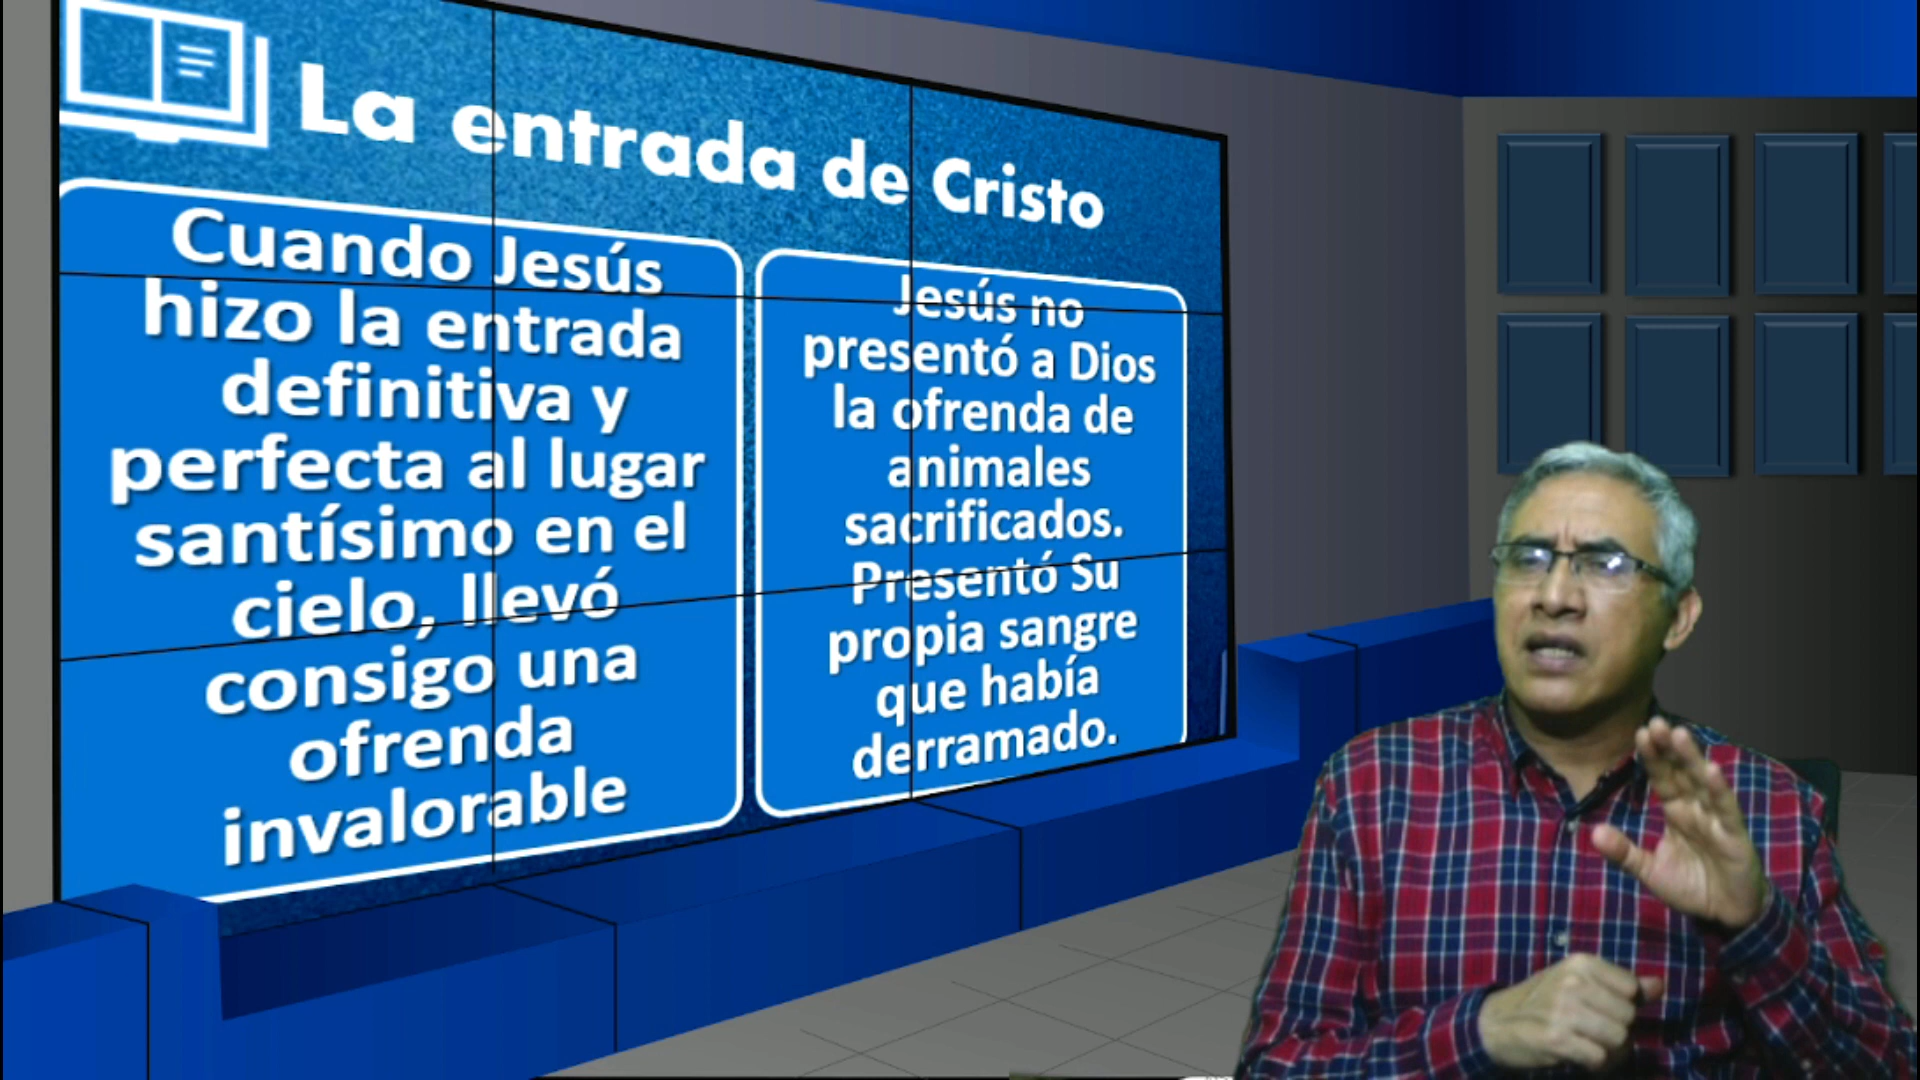 La entrada de Cristo
Cuando Jesús
hizo la entrada
definitiva y
perfecta al lugar
santísimo en el
cielo, llevó
consigo una
ofrenda
invalorable
Jesús no
presentó a Dios
la ofrenda de
animales
sacrificados.
Presentó Su
propia sangre
que había
derramado.